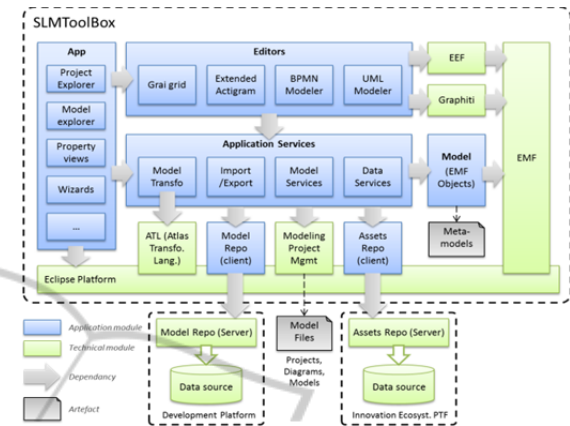 SLMToolBox
App
Project
Explorer
Model
explorer
Property
views
Wizards
...
Editors
Grai grid
Extended
Actigram
BPMN
Modeler
UML
Modeler
EEF
Graphiti
EMF
Application Services
Model
Transfo
Import
/Export
Model
Services
Data
Services
Model
(EMF
Objects)
ATL (Atlas
Transfo.
Lang.)
Model
Repo
(client)
Modeling
Project
Mgmt
Assets
Repo
(client)
Meta-
models
Eclipse Platform
Application module
Technical module
Dependancy
Artefact
Model Repo (Server)
Data source
Development Platform
Model
Files
Projects,
Diagrams,
Models
Assets Repo (Server)
Data source
Innovation Ecosyst. PTF